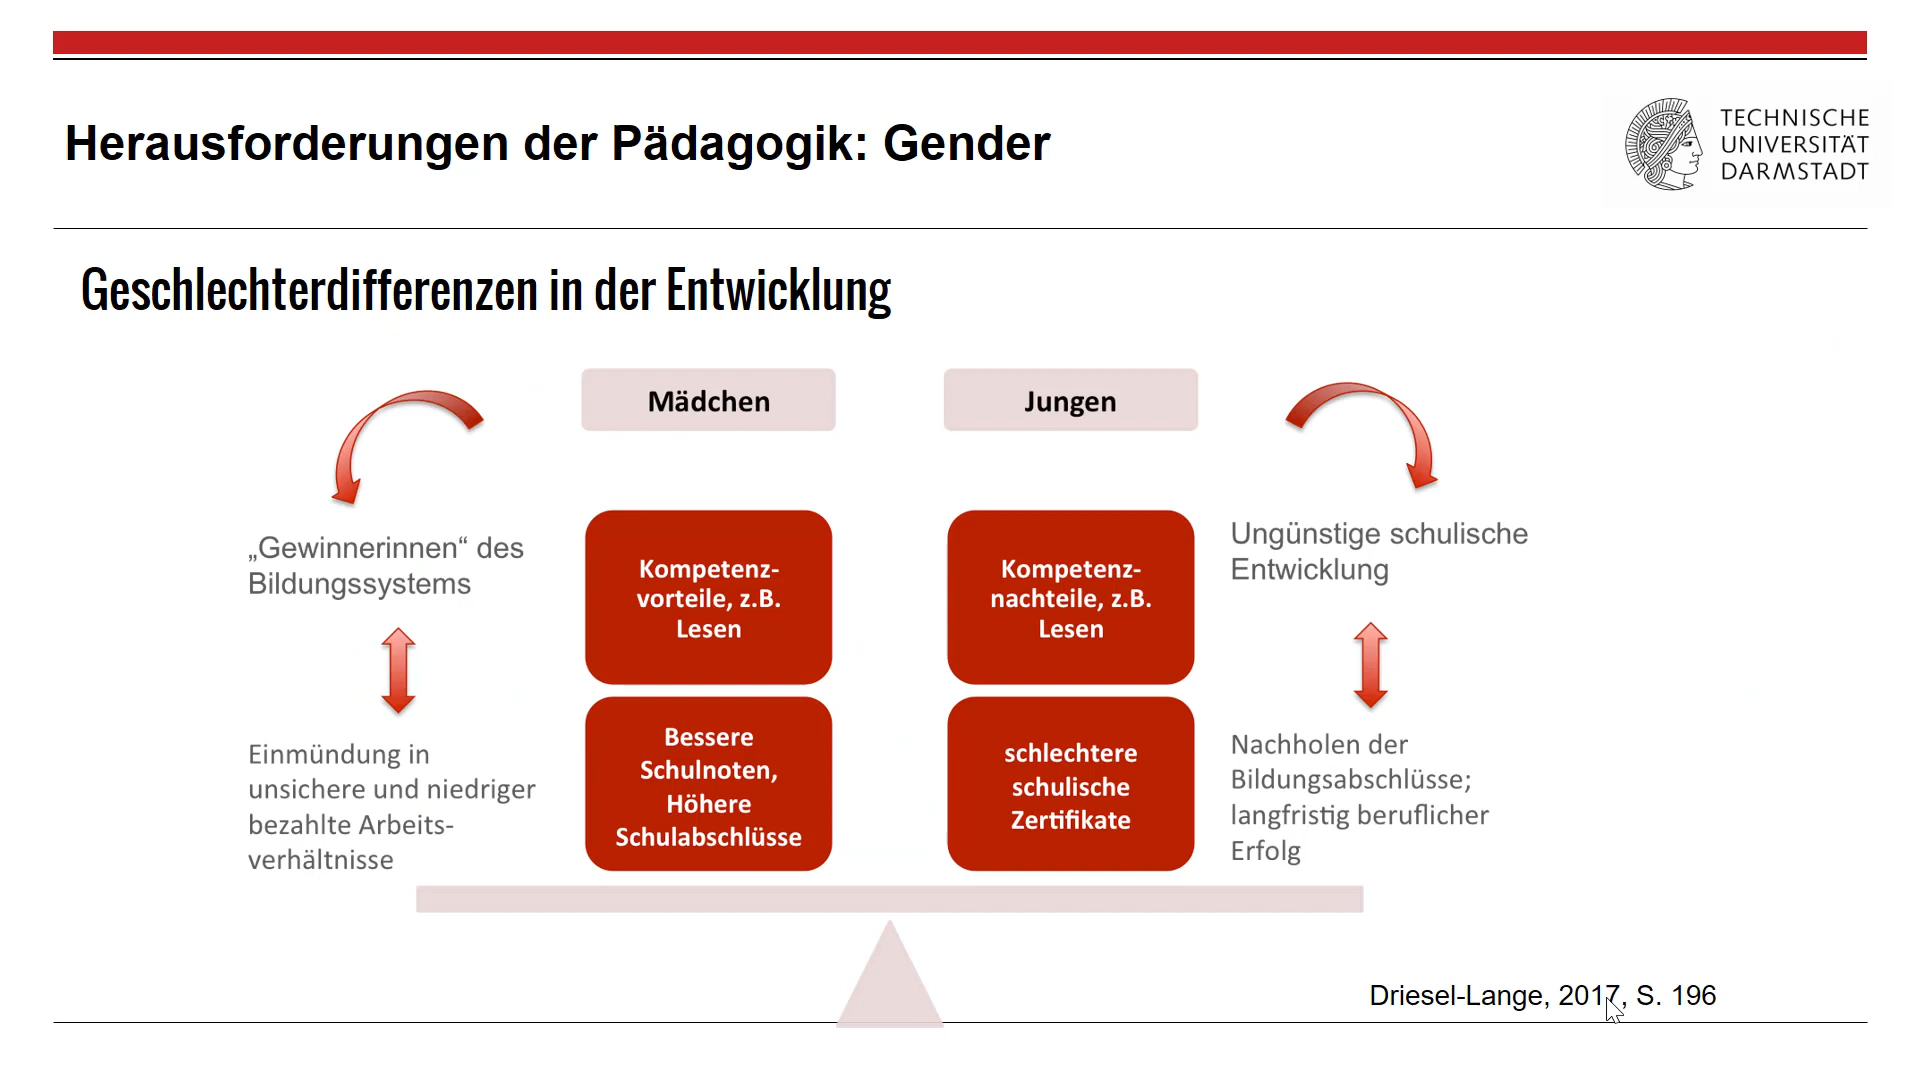 Herausforderungen der Pädagogik: Gender
TECHNISCHE
UNIVERSITÄT
DARMSTADT
Geschlechterdifferenzen in der Entwicklung
Mädchen
Jungen
„Gewinnerinnen“ des
Bildungssystems
Einmündung in
unsichere und niedriger
bezahlte Arbeits-
verhältnisse
Kompetenz-
vorteile, z.B.
Lesen
Bessere
Schulnoten,
Höhere
Schulabschlüsse
Kompetenz-
nachteile, z.B.
Lesen
schlechtere
schulische
Zertifikate
Ungünstige schulische
Entwicklung
Nachholen der
Bildungsabschlüsse;
langfristig beruflicher
Erfolg
Driesel-Lange, 2017, S. 196